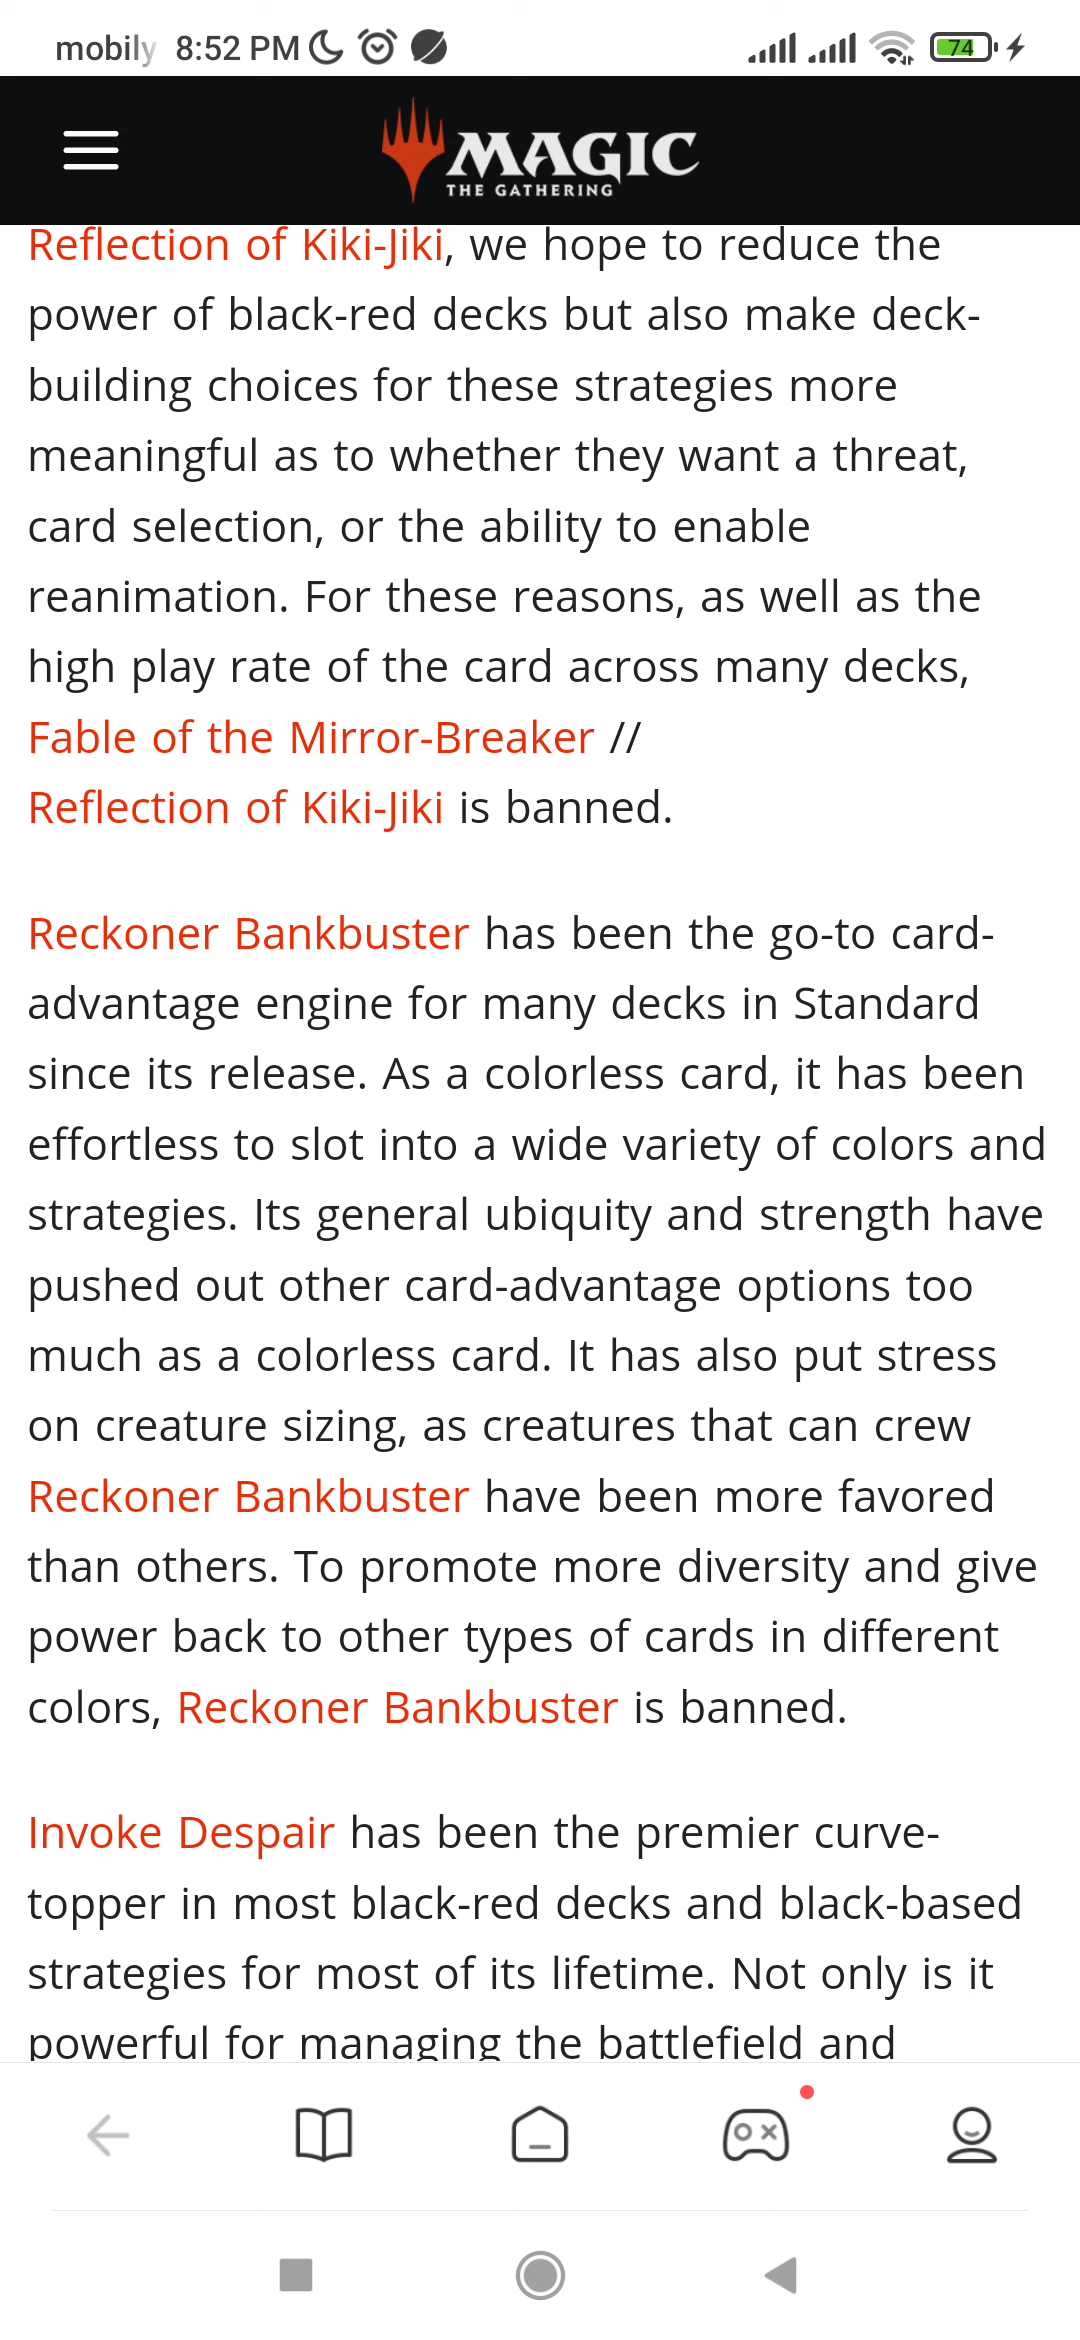 mobily 8:52 PM
74
MAGIC
THE GATHERING
Reflection of Kiki-Jiki, we hope to reduce the
power of black-red decks but also make deck-
building choices for these strategies more
meaningful as to whether they want a threat,
card selection, or the ability to enable
reanimation. For these reasons, as well as the
high play rate of the card across many decks,
Fable of the Mirror-Breaker //
Reflection of Kiki-Jiki is banned.
Reckoner Bankbuster has been the go-to card-
advantage engine for many decks in Standard
since its release. As a colorless card, it has been
effortless to slot into a wide variety of colors and
strategies. Its general ubiquity and strength have
pushed out other card-advantage options too
much as a colorless card. It has also put stress
on creature sizing, as creatures that can crew
Reckoner Bankbuster have been more favored
than others. To promote more diversity and give
power back to other types of cards in different
colors, Reckoner Bankbuster is banned.
Invoke Despair has been the premier curve-
topper in most black-red decks and black-based
strategies for most of its lifetime. Not only is it
powerful for managing the battlefield and